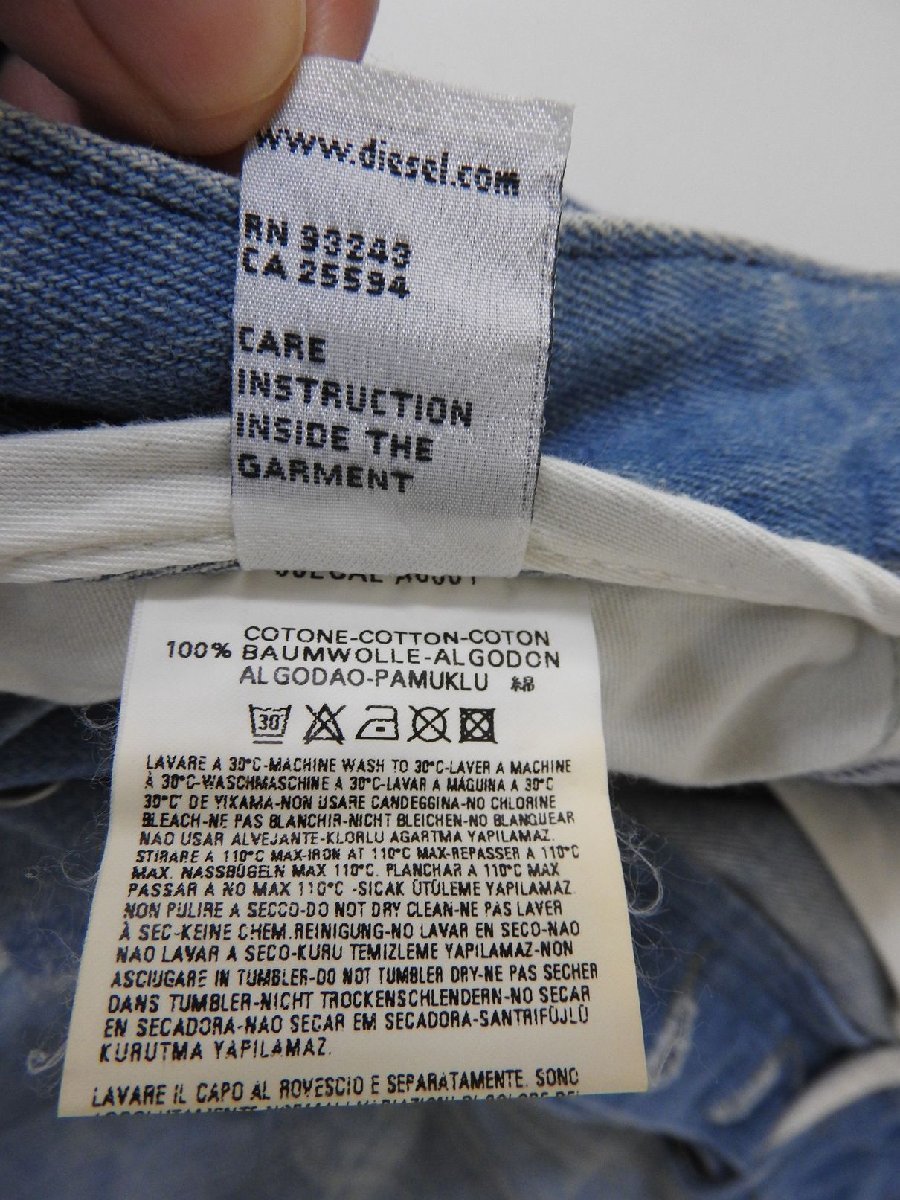 www.diesel.com
RN 93243
CA 25594
CARE
INSTRUCTION
INSIDE THE
GARMENT
100% COTONE-COTTON-COTON
BAUMWOLLE-ALGODON
ALGODAO-PAMUKLU 綿
30
LAVARE A 30°C-MACHINE WASH TO 30°C-LAVER A MACHINE
À 30°C-WASCHMASCHINE A 30°C-LAVAR A MÁQUINA A 30°C
30°C' DE YIKAMA-NON USARE CANDEGGINA-NO CHLORINE
BLEACH-NE PAS BLANCHIR-NICHT BLEICHEN-NO BLANQUEAR
NAO USAR ALVEJANTE-KLORLU AGARTMA YAPILAMAZ.
STIRARE A 110°C MAX-IRON AT 110°C MAX-REPASSER A 110°C
MAX. NASSBÜGELN MAX 110°C. PLANCHAR A 110°C MAX
PASSAR A NO MAX 110°C -SICAK ÜTÜLEME YAPILAMAZ.
NON PULIRE A SECCO-DO NOT DRY CLEAN-NE PAS LAVER
À SEC-KEINE CHEM.REINIGUNG-NO LAVAR EN SECO-NAO
NAO LAVAR A SECO-KURU TEMIZLEME YAPILAMAZ-NON
ASCIUGARE IN TUMBLER-DO NOT TUMBLER DRY-NE PAS SECHER
DANS TUMBLER-NICHT TROCKENSCHLENDERN-NO SECAR
EN SECADORA-NAO SECAR EM SECADORA-SANTRIFÜJLÜ
KURUTMA YAPILAMAZ.
LAVARE IL CAPO AL ROVESCIO E SEPARATAMENTE. SONO